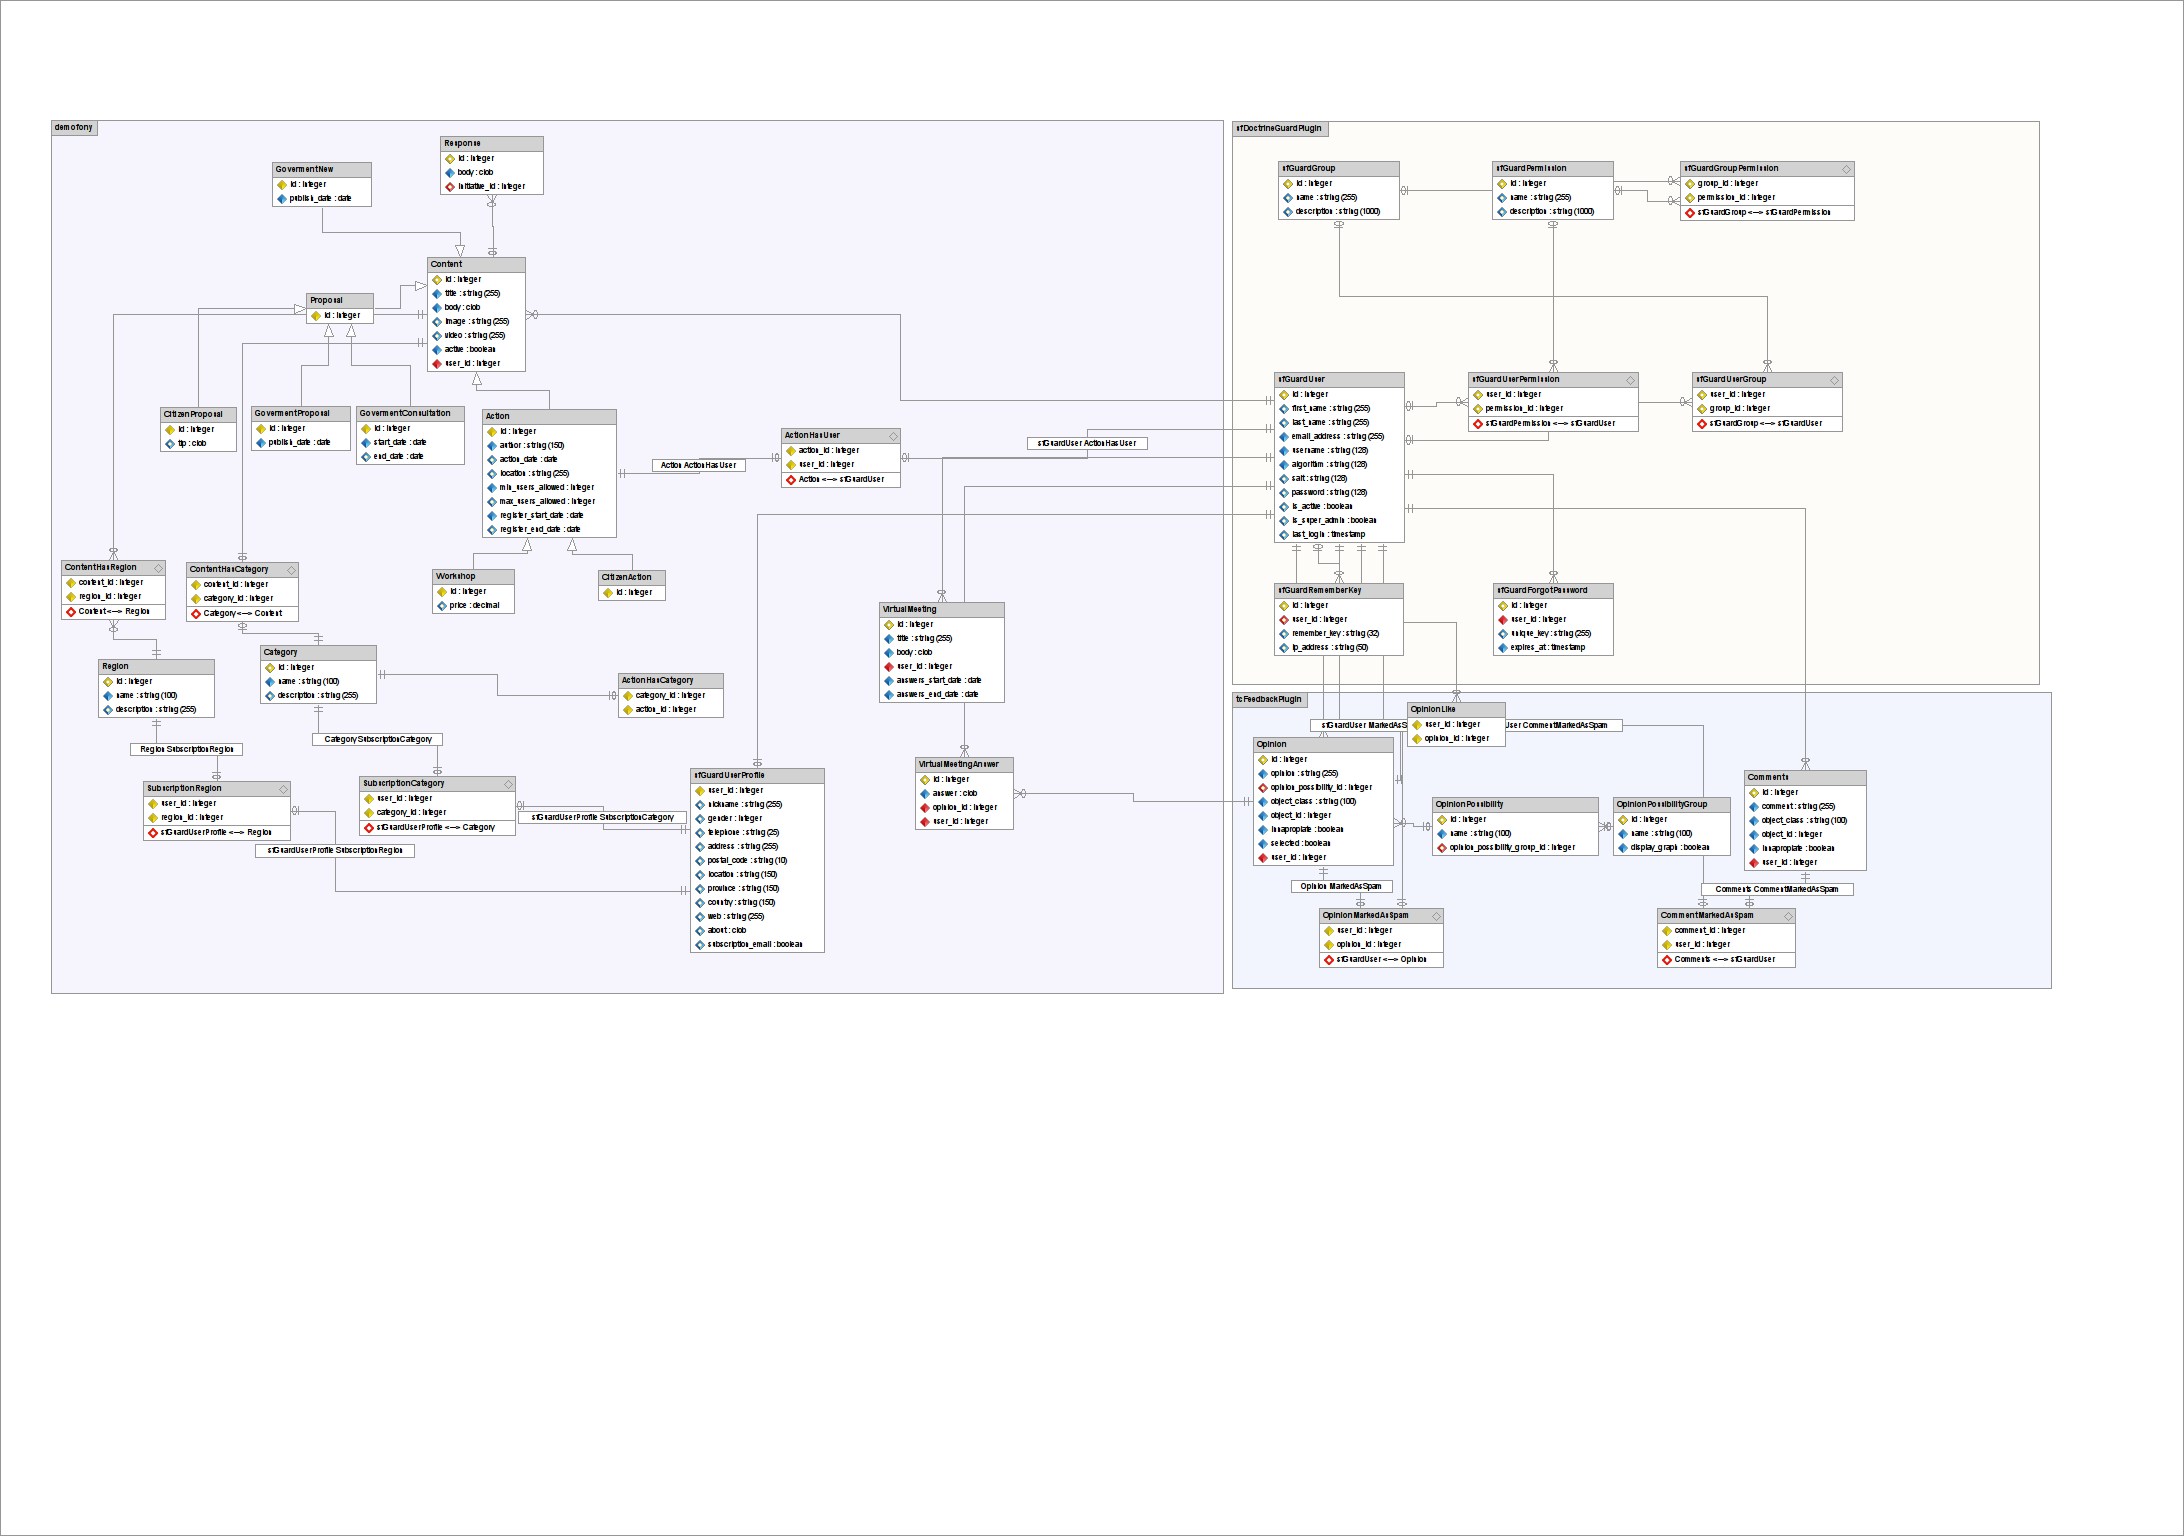 demofony
Response
id : integer
body : clob
initiative_id : integer
GovermentNew
id : integer
publish_date : date
Content
id : integer
title : string (255)
body : clob
image : string (255)
video : string (255)
active : boolean
user_id : integer
Proposal
id : integer
CitizenProposal
id : integer
tip : clob
GovermentProposal
id : integer
publish_date : date
GovermentConsultation
id : integer
start_date : date
end_date : date
Action
id : integer
author : string (150)
action_date : date
location : string (255)
min_users_allowed : integer
max_users_allowed : integer
register_start_date : date
register_end_date : date
Action ActionHasUser
ActionHasUser
action_id : integer
user_id : integer
Action <--> sfGuardUser
sfGuardUser ActionHasUser
ContentHasRegion
content_id : integer
region_id : integer
Content <--> Region
ContentHasCategory
content_id : integer
category_id : integer
Category <--> Content
Workshop
id : integer
price : decimal
CitizenAction
id : integer
VirtualMeeting
id : integer
title : string (255)
body : clob
user_id : integer
answers_start_date : date
answers_end_date : date
Region
id : integer
name : string (100)
description : string (255)
Category
id : integer
name : string (100)
description : string (255)
ActionHasCategory
category_id : integer
action_id : integer
Region SubscriptionRegion
Category SubscriptionCategory
SubscriptionRegion
user_id : integer
region_id : integer
sfGuardUserProfile <--> Region
SubscriptionCategory
user_id : integer
category_id : integer
sfGuardUserProfile <--> Category
sfGuardUserProfile SubscriptionCategory
sfGuardUserProfile SubscriptionRegion
sfGuardUserProfile
user_id : integer
nickname : string (255)
gender : integer
telephone : string (25)
address : string (255)
postal_code : string (10)
location : string (150)
province : string (150)
country : string (150)
web : string (255)
about : clob
subscription_email : boolean
VirtualMeetingAnswer
id : integer
answer : clob
opinion_id : integer
user_id : integer
sfDoctrineGuardPlugin
sfGuardGroup
id : integer
name : string (255)
description : string (1000)
sfGuardPermission
id : integer
name : string (255)
description : string (1000)
sfGuardGroupPermission
group_id : integer
permission_id : integer
sfGuardGroup <--> sfGuardPermission
sfGuardUser
id : integer
first_name : string (255)
last_name : string (255)
email_address : string (255)
username : string (128)
algorithm : string (128)
salt : string (128)
password : string (128)
is_active : boolean
is_super_admin : boolean
last_login : timestamp
sfGuardUserPermission
user_id : integer
permission_id : integer
sfGuardPermission <--> sfGuardUser
sfGuardUserGroup
user_id : integer
group_id : integer
sfGuardGroup <--> sfGuardUser
sfGuardRememberKey
id : integer
user_id : integer
remember_key : string (32)
ip_address : string (50)
sfGuardForgotPassword
id : integer
user_id : integer
unique_key : string (255)
expires_at : timestamp
tcFeedbackPlugin
OpinionLike
user_id : integer
opinion_id : integer
sfGuardUser MarkedAsS
User CommentMarkedAsSpam
Opinion
id : integer
opinion : string (255)
opinion_possibility_id : integer
object_class : string (100)
object_id : integer
innapropiate : boolean
selected : boolean
user_id : integer
OpinionPossibility
id : integer
name : string (100)
opinion_possibility_group_id : integer
OpinionPossibilityGroup
id : integer
name : string (100)
display_graph : boolean
Comments
id : integer
comment : string (255)
object_class : string (100)
object_id : integer
innapropiate : boolean
user_id : integer
Opinion MarkedAsSpam
Comments CommentMarkedAsSpam
OpinionMarkedAsSpam
user_id : integer
opinion_id : integer
sfGuardUser <--> Opinion
CommentMarkedAsSpam
comment_id : integer
user_id : integer
Comments <--> sfGuardUser